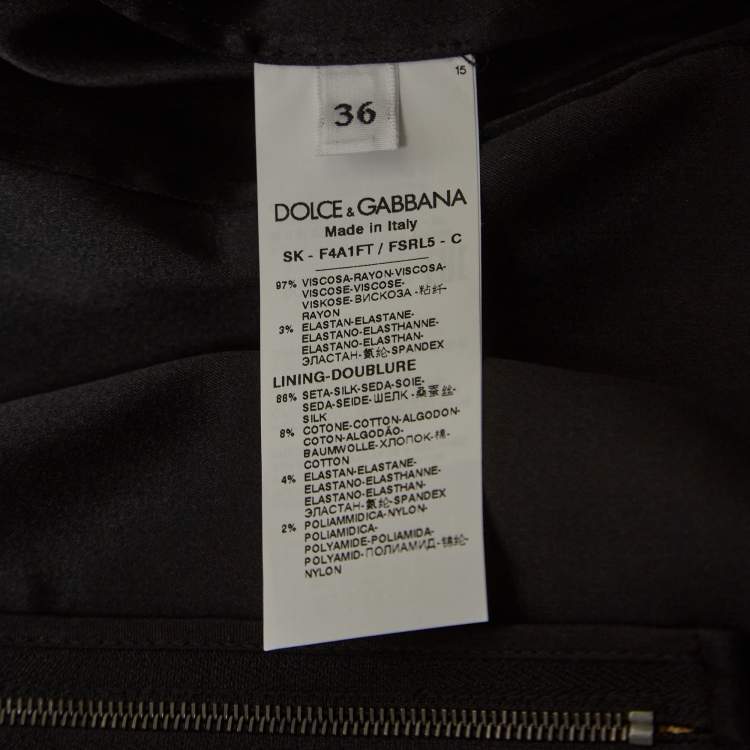 15
36
DOLCE & GABBANA
Made in Italy
SK - F4A1FT / FSRL5 - C
97% VISCOSA-RAYON-VISCOSA-
VISCOSE-VISCOSE-
VISKOSE-ВИСКОЗА-粘纤-
RAYON
3% ELASTAN-ELASTANE-
ELASTANO-ELASTHANNE-
ELASTANO-ELASTHAN-
ЭЛАСТАН-氨纶-SPANDEX
LINING-DOUBLURE
86% SETA-SILK-SEDA-SOIE-
SEDA-SEIDE-ШЕЛК-桑蚕丝-
SILK
8% COTONE-COTTON-ALGODON-
COTON-ALGODÃO-
BAUMWOLLE-ХЛОПОК-棉-
COTTON
4% ELASTAN-ELASTANE-
ELASTANO-ELASTHANNE-
ELASTANO-ELASTHAN-
ЭЛАСТАН-氨纶-SPANDEX
2% POLIAMMIDICA-NYLON-
POLIAMIDICA-
POLYAMIDE-POLIAMIDA-
POLYAMID-ПОЛИАМИД-锦纶-
NYLON